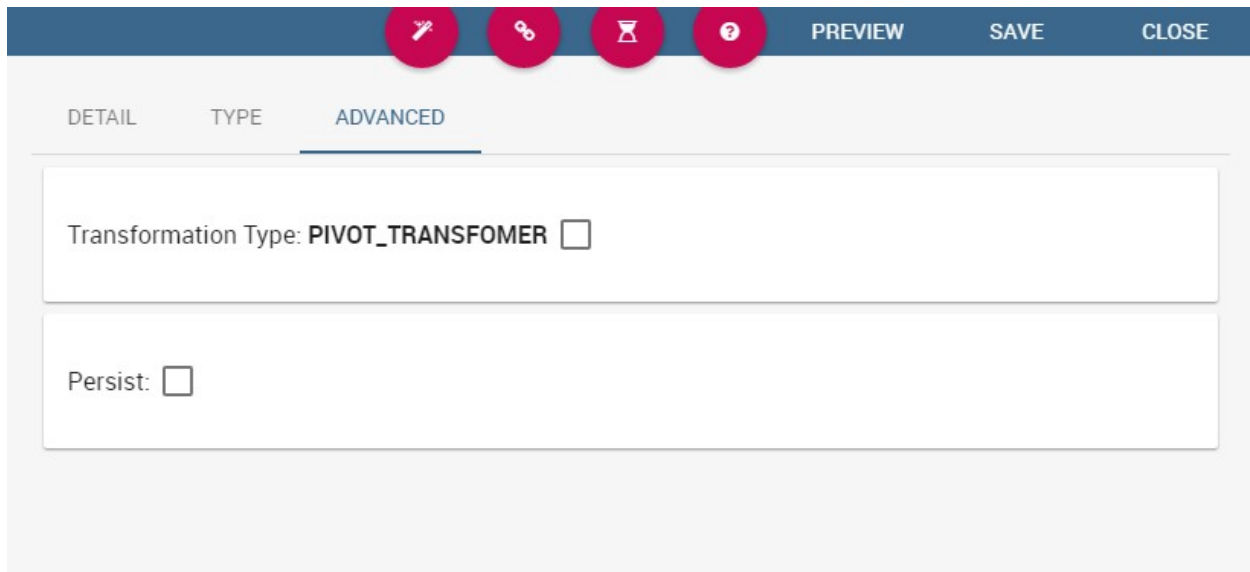 PREVIEW SAVE CLOSE
DETAIL TYPE ADVANCED
Transformation Type: PIVOT_TRANSFOMER
Persist: